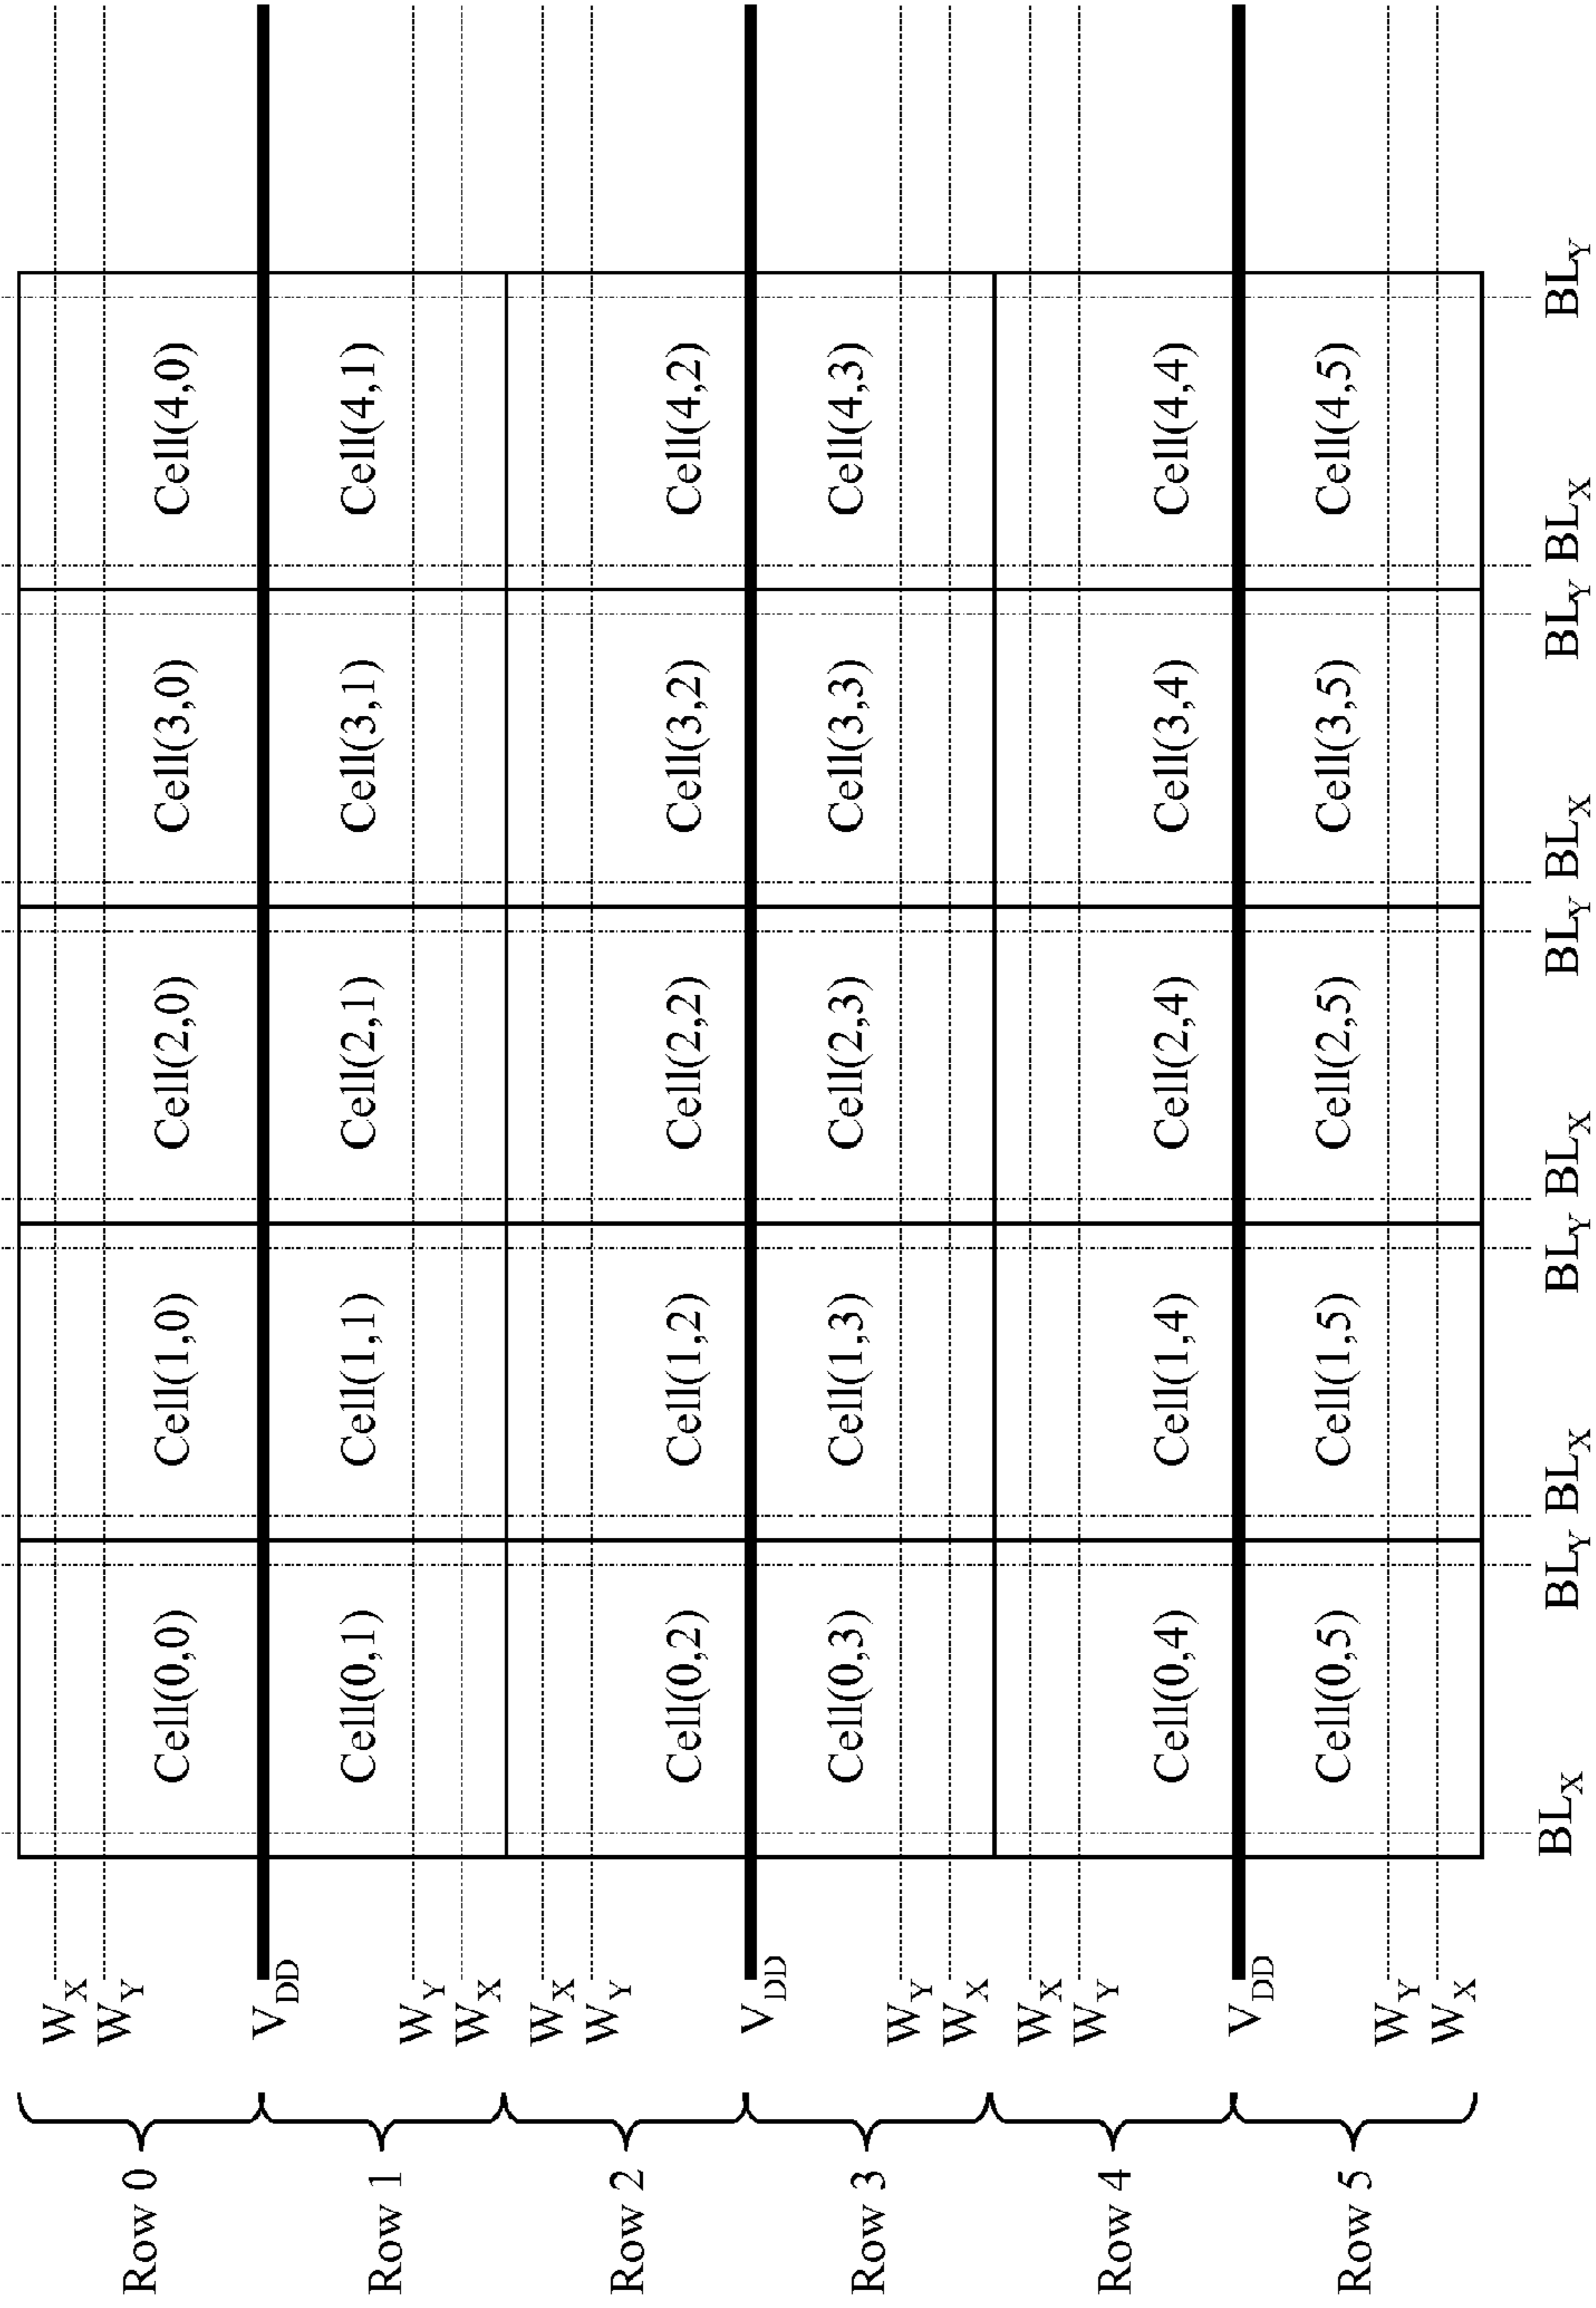 W_X
W_Y
Row 0
Cell(0,0) Cell(1,0) Cell(2,0) Cell(3,0) Cell(4,0)
V_DD
Cell(0,1) Cell(1,1) Cell(2,1) Cell(3,1) Cell(4,1)
Row 1
W_Y
W_X
W_X
W_Y
Row 2
Cell(0,2) Cell(1,2) Cell(2,2) Cell(3,2) Cell(4,2)
V_DD
Cell(0,3) Cell(1,3) Cell(2,3) Cell(3,3) Cell(4,3)
Row 3
W_Y
W_X
W_X
W_Y
Row 4
Cell(0,4) Cell(1,4) Cell(2,4) Cell(3,4) Cell(4,4)
V_DD
Cell(0,5) Cell(1,5) Cell(2,5) Cell(3,5) Cell(4,5)
Row 5
W_Y
W_X
BL_X BL_Y BL_X BL_Y BL_X BL_Y BL_X BL_Y BL_X BL_Y